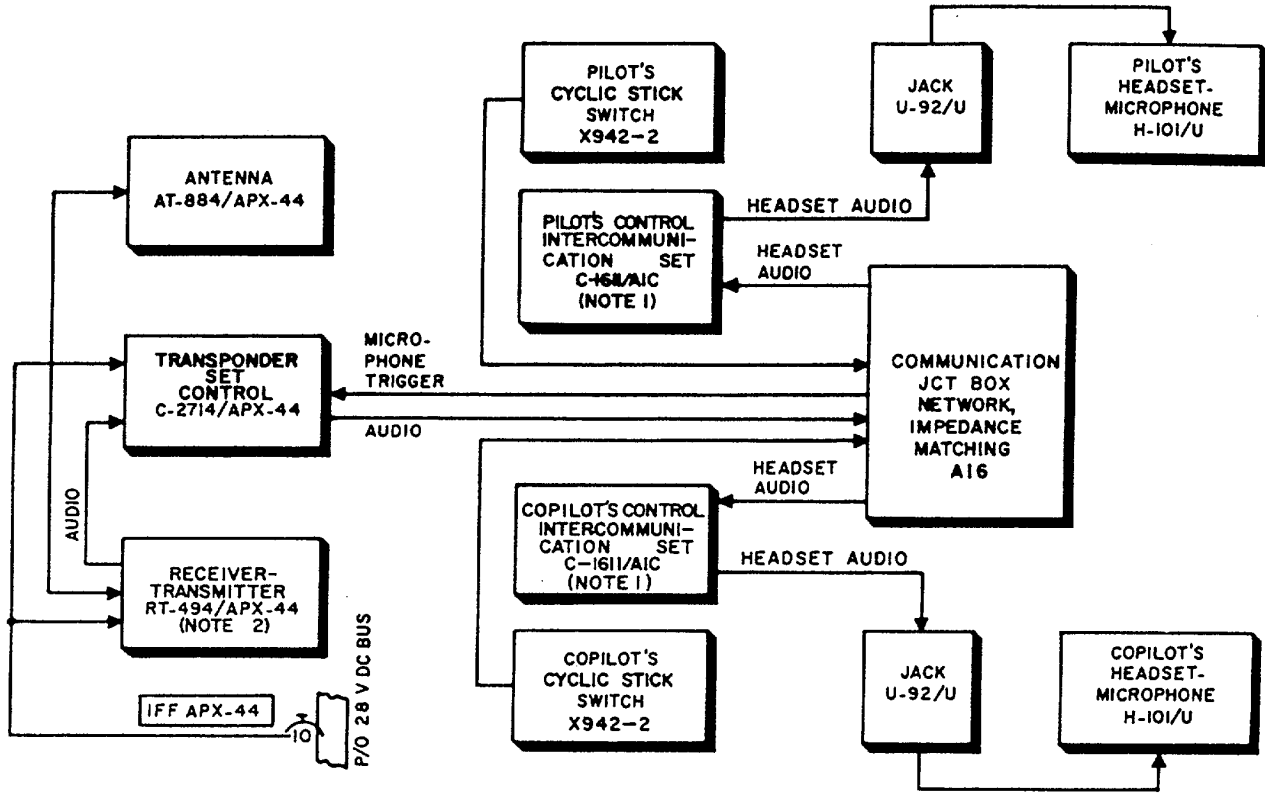 PILOT'S
CYCLIC STICK
SWITCH
X942-2
JACK
U-92/U
PILOT'S
HEADSET-
MICROPHONE
H-101/U
ANTENNA
AT-884/APX-44
PILOT'S CONTROL
INTERCOMMUNI-
CATION SET
C-1611/AIC
(NOTE 1)
HEADSET AUDIO
HEADSET
AUDIO
TRANSPONDER
SET
CONTROL
C-2714/APX-44
MICRO-
PHONE
TRIGGER
AUDIO
COMMUNICATION
JCT BOX
NETWORK,
IMPEDANCE
MATCHING
A16
HEADSET
AUDIO
COPILOT'S CONTROL
INTERCOMMUNI-
CATION SET
C-1611/AIC
(NOTE 1)
HEADSET AUDIO
AUDIO
RECEIVER-
TRANSMITTER
RT-494/APX-44
(NOTE 2)
COPILOT'S
CYCLIC STICK
SWITCH
X942-2
JACK
U-92/U
COPILOT'S
HEADSET-
MICROPHONE
H-101/U
IFF APX-44
10
P/O 28 V DC BUS